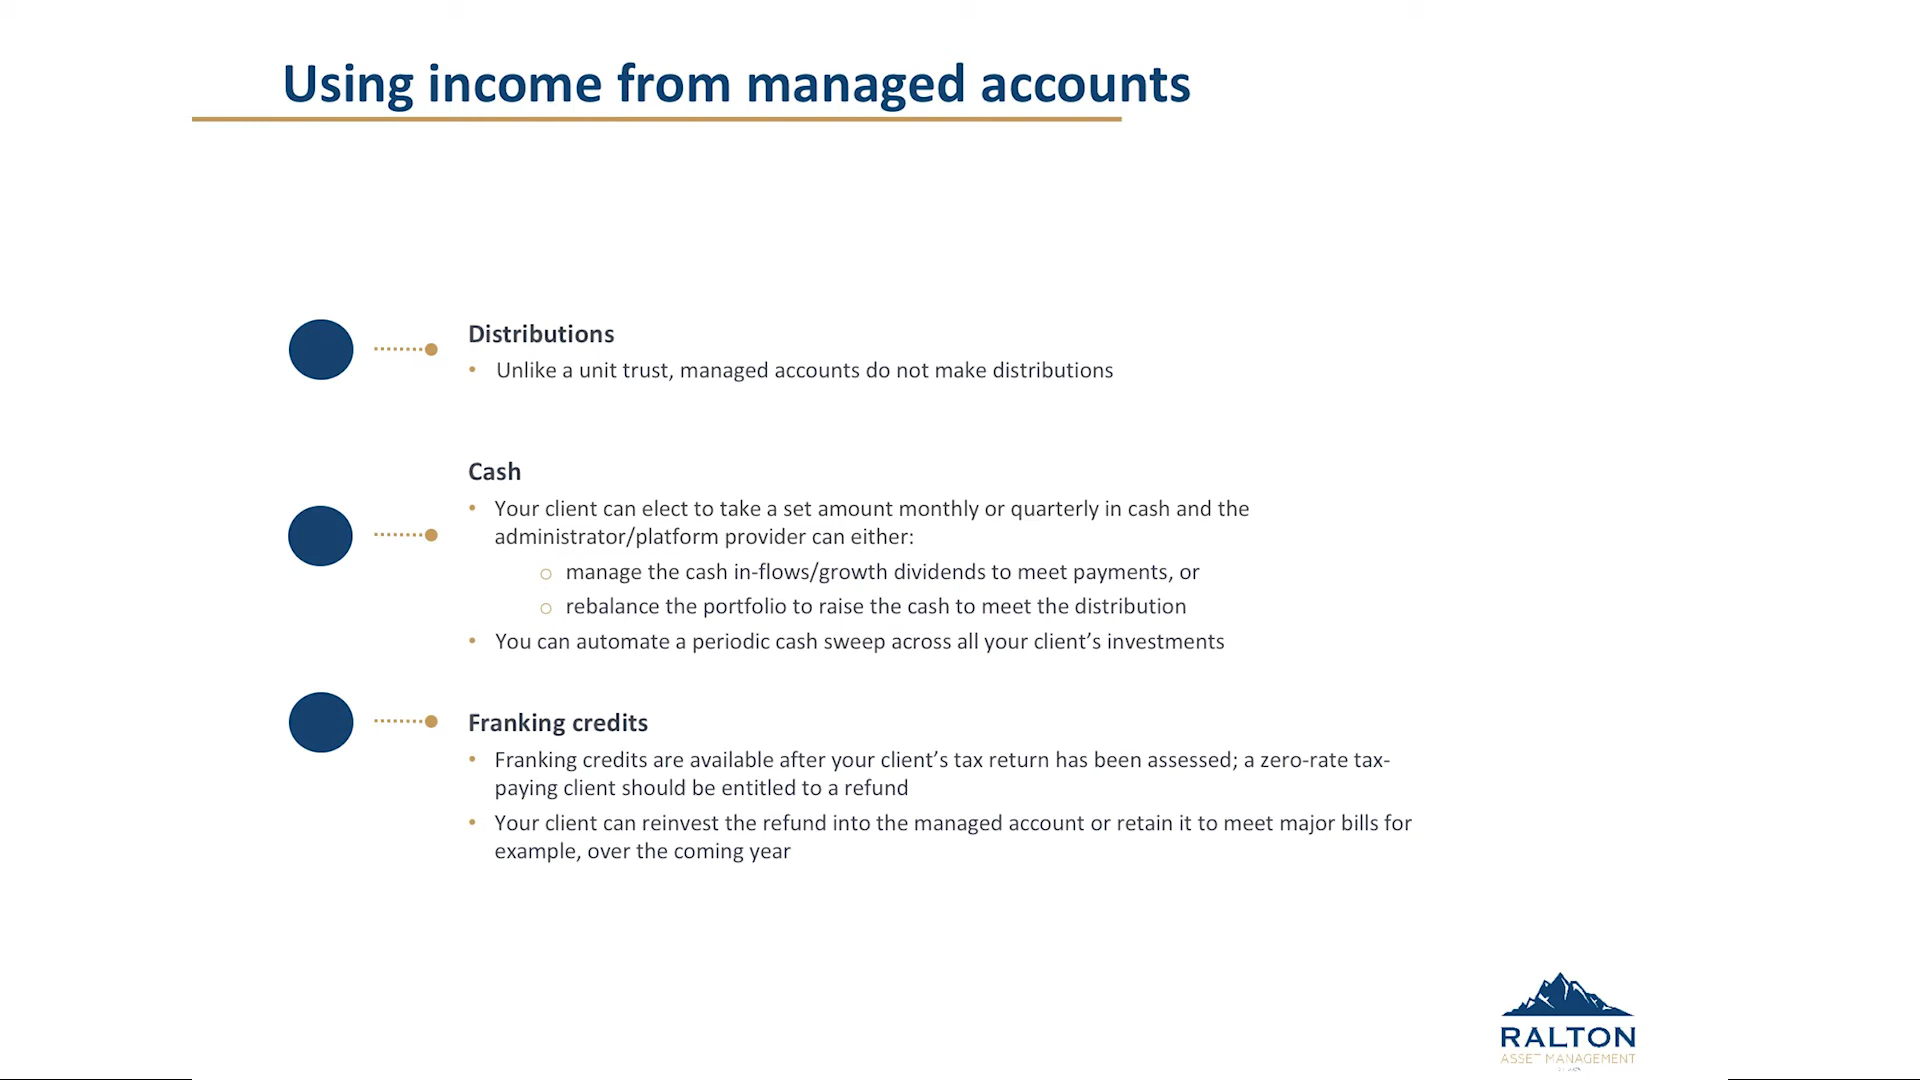 Using income from managed accounts
Distributions
• Unlike a unit trust, managed accounts do not make distributions
Cash
• Your client can elect to take a set amount monthly or quarterly in cash and the
administrator/platform provider can either:
o manage the cash in-flows/growth dividends to meet payments, or
o rebalance the portfolio to raise the cash to meet the distribution
• You can automate a periodic cash sweep across all your client’s investments
Franking credits
• Franking credits are available after your client’s tax return has been assessed; a zero-rate tax-
paying client should be entitled to a refund
• Your client can reinvest the refund into the managed account or retain it to meet major bills for
example, over the coming year
RALTON
ASSET MANAGEMENT